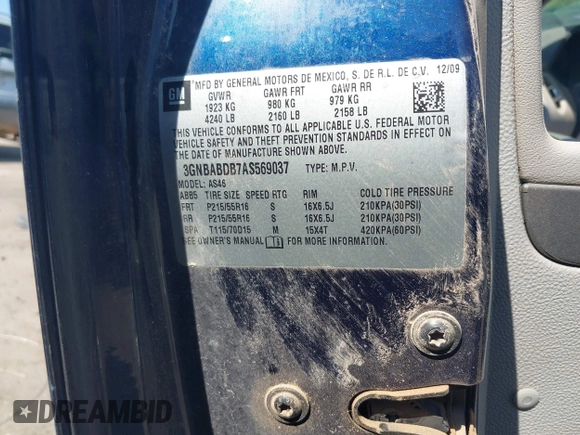 GM MFD BY GENERAL MOTORS DE MEXICO, S. DE R.L. DE C.V. 12/09
GVWR GAWR FRT GAWR RR
1923 KG 980 KG 979 KG
4240 LB 2160 LB 2158 LB
THIS VEHICLE CONFORMS TO ALL APPLICABLE U.S. FEDERAL MOTOR
VEHICLE SAFETY AND THEFT PREVENTION STANDARDS IN EFFECT ON
THE DATE OF MANUFACTURE SHOWN ABOVE.
3GNBABDB7AS569037 TYPE: M.P.V.
MODEL: AS46
ABB5 TIRE SIZE SPEED RTG RIM COLD TIRE PRESSURE
FRT P215/55R16 S 16X6.5J 210KPA(30PSI)
RR P215/55R16 S 16X6.5J 210KPA(30PSI)
SPA T115/70D15 M 15X4T 420KPA(60PSI)
SEE OWNER'S MANUAL FOR MORE INFORMATION.
DREAMBID